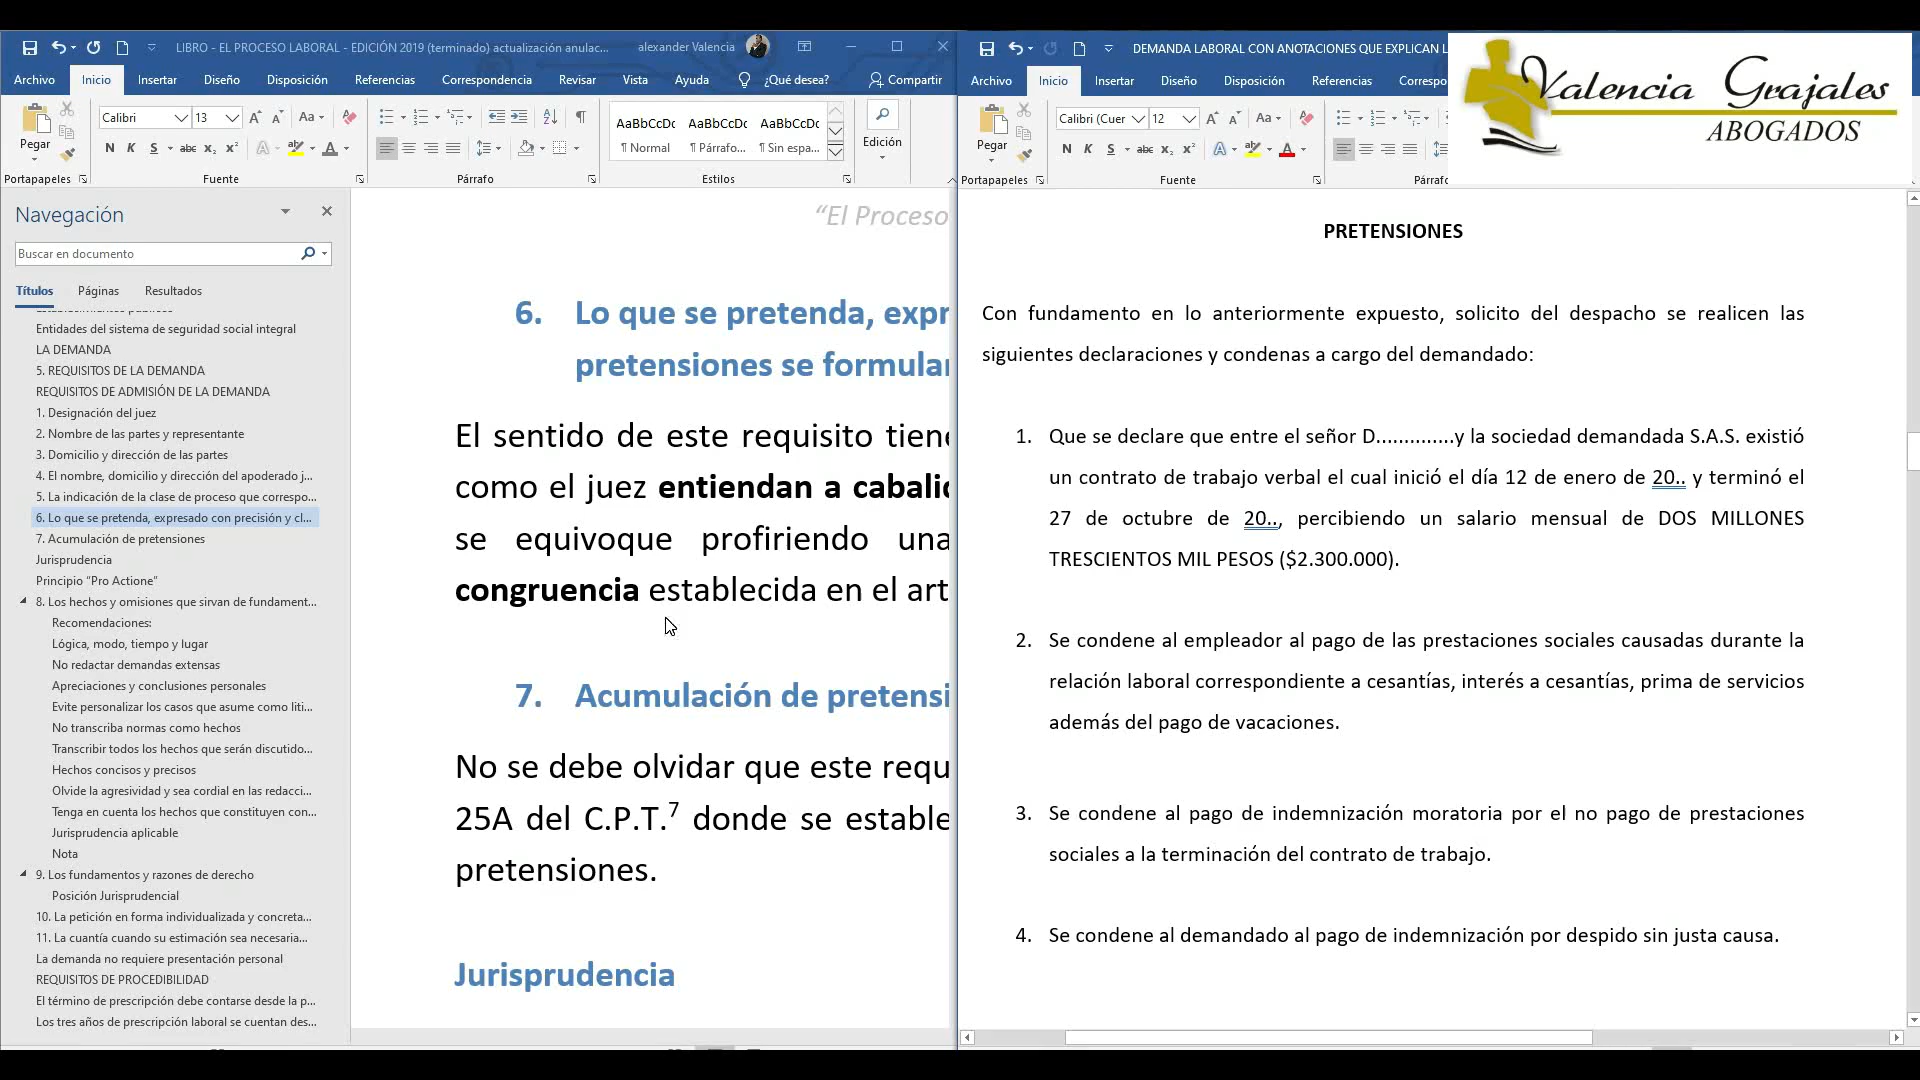 LIBRO - EL PROCESO LABORAL - EDICIÓN 2019 (terminado) actualización anulac...
alexander Valencia
Archivo Inicio Insertar Diseño Disposición Referencias Correspondencia Revisar Vista Ayuda ¿Qué desea? Compartir
Pegar
Calibri 13
N K S abc x₂ x²
AaBbCcDc AaBbCcDc AaBbCcDc
¶ Normal ¶ Párrafo... ¶ Sin espa...
Edición
Portapapeles Fuente Párrafo Estilos
Navegación
Buscar en documento
Títulos Páginas Resultados
Entidades del sistema de seguridad social integral
LA DEMANDA
5. REQUISITOS DE LA DEMANDA
REQUISITOS DE ADMISIÓN DE LA DEMANDA
1. Designación del juez
2. Nombre de las partes y representante
3. Domicilio y dirección de las partes
4. El nombre, domicilio y dirección del apoderado j...
5. La indicación de la clase de proceso que correspo...
6. Lo que se pretenda, expresado con precisión y cl...
7. Acumulación de pretensiones
Jurisprudencia
Principio “Pro Actione”
8. Los hechos y omisiones que sirvan de fundament...
Recomendaciones:
Lógica, modo, tiempo y lugar
No redactar demandas extensas
Apreciaciones y conclusiones personales
Evite personalizar los casos que asume como liti...
No transcriba normas como hechos
Transcribir todos los hechos que serán discutido...
Hechos concisos y precisos
Olvide la agresividad y sea cordial en las redacci...
Tenga en cuenta los hechos que constituyen con...
Jurisprudencia aplicable
Nota
9. Los fundamentos y razones de derecho
Posición Jurisprudencial
10. La petición en forma individualizada y concreta...
11. La cuantía cuando su estimación sea necesaria...
La demanda no requiere presentación personal
REQUISITOS DE PROCEDIBILIDAD
El término de prescripción debe contarse desde la p...
Los tres años de prescripción laboral se cuentan des...
“El Proceso
6. Lo que se pretenda, expr
pretensiones se formular
El sentido de este requisito tiene
como el juez entiendan a cabalid
se equivoque profiriendo una
congruencia establecida en el art
7. Acumulación de pretensi
No se debe olvidar que este requ
25A del C.P.T.⁷ donde se estable
pretensiones.
Jurisprudencia
DEMANDA LABORAL CON ANOTACIONES QUE EXPLICAN L
Archivo Inicio Insertar Diseño Disposición Referencias Correspo
Pegar
Calibri (Cuer 12
N K S abc x₂ x²
Portapapeles Fuente Párraf
Valencia Grajales
ABOGADOS
PRETENSIONES
Con fundamento en lo anteriormente expuesto, solicito del despacho se realicen las
siguientes declaraciones y condenas a cargo del demandado:
1. Que se declare que entre el señor D..............y la sociedad demandada S.A.S. existió
un contrato de trabajo verbal el cual inició el día 12 de enero de 20.. y terminó el
27 de octubre de 20.., percibiendo un salario mensual de DOS MILLONES
TRESCIENTOS MIL PESOS ($2.300.000).
2. Se condene al empleador al pago de las prestaciones sociales causadas durante la
relación laboral correspondiente a cesantías, interés a cesantías, prima de servicios
además del pago de vacaciones.
3. Se condene al pago de indemnización moratoria por el no pago de prestaciones
sociales a la terminación del contrato de trabajo.
4. Se condene al demandado al pago de indemnización por despido sin justa causa.